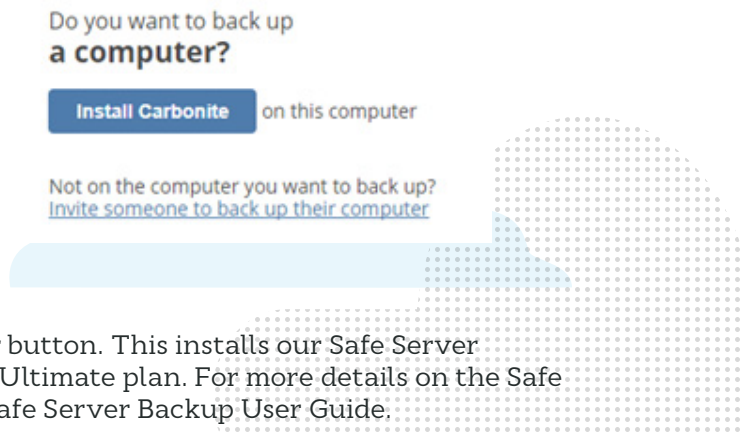 Do you want to back up
a computer?
Install Carbonite on this computer
Not on the computer you want to back up?
Invite someone to back up their computer
button. This installs our Safe Server
Ultimate plan. For more details on the Safe
afe Server Backup User Guide.